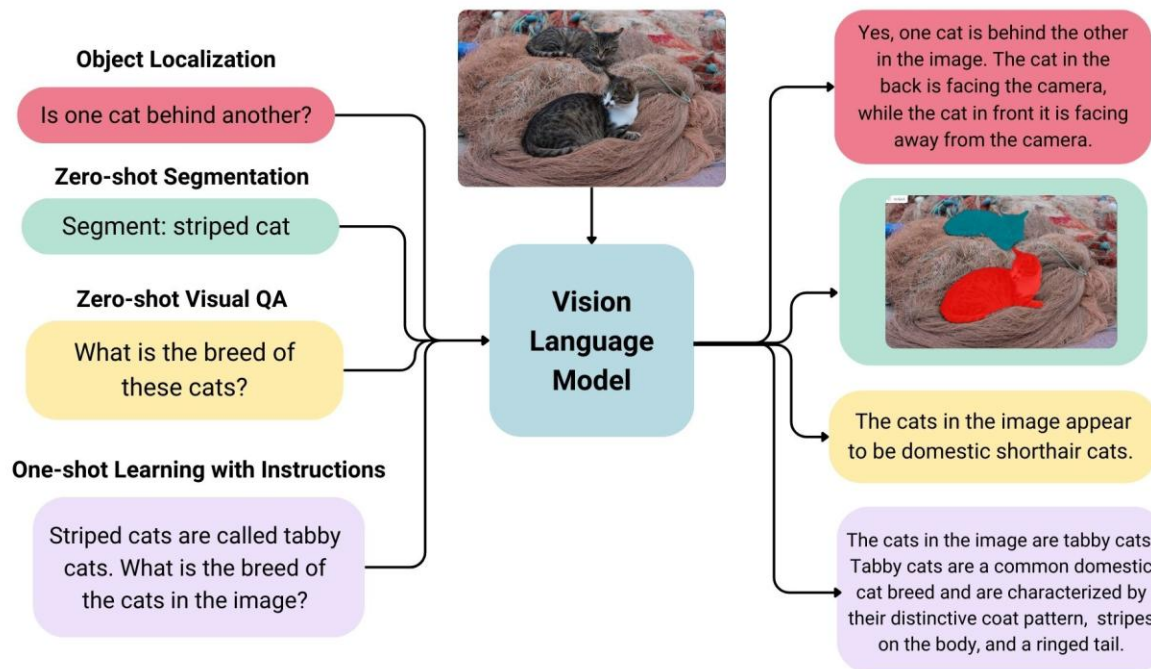 Object Localization
Is one cat behind another?
Zero-shot Segmentation
Segment: striped cat
Zero-shot Visual QA
What is the breed of
these cats?
One-shot Learning with Instructions
Striped cats are called tabby
cats. What is the breed of
the cats in the image?
Vision
Language
Model
Yes, one cat is behind the other
in the image. The cat in the
back is facing the camera,
while the cat in front it is facing
away from the camera.
The cats in the image appear
to be domestic shorthair cats.
The cats in the image are tabby cats
Tabby cats are a common domestic
cat breed and are characterized by
their distinctive coat pattern, stripes
on the body, and a ringed tail.